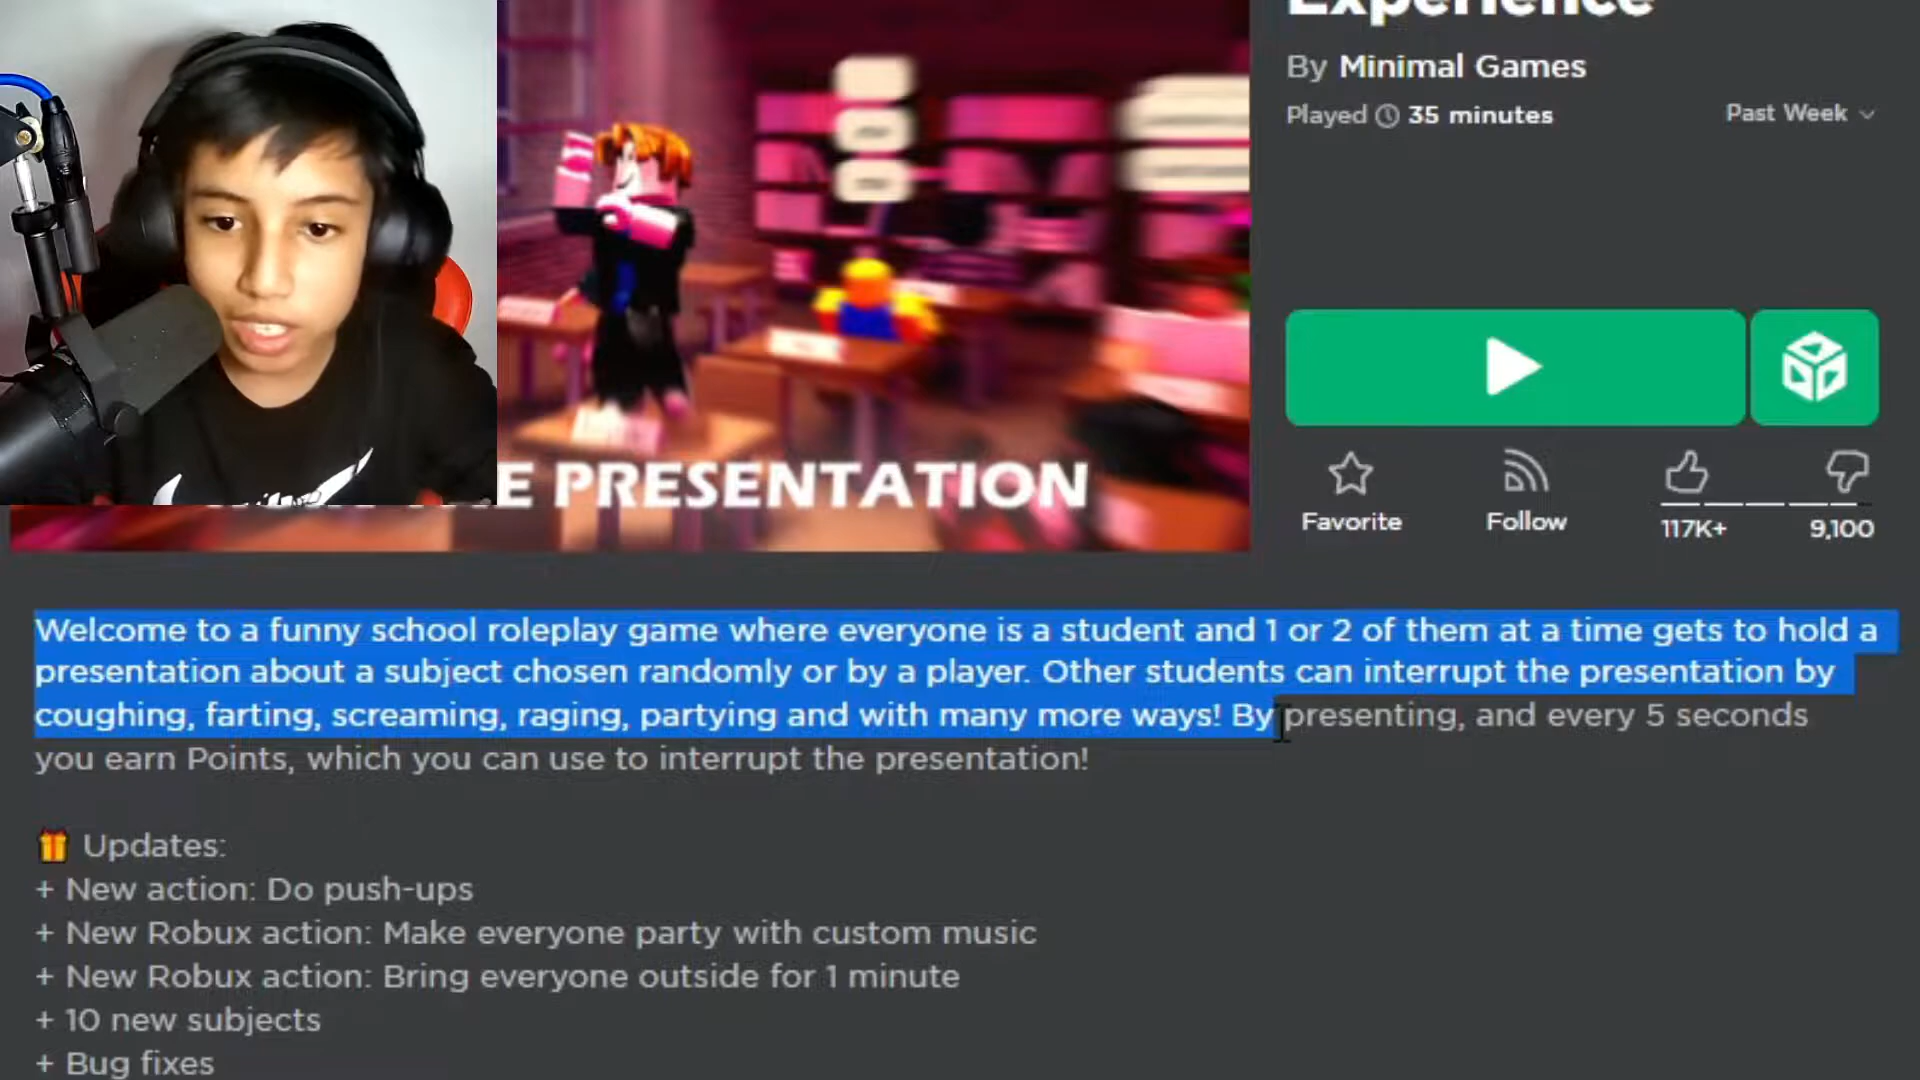 Experience
By Minimal Games
Played 35 minutes
Past Week
E PRESENTATION
Favorite
Follow
117K+
9,100
Welcome to a funny school roleplay game where everyone is a student and 1 or 2 of them at a time gets to hold a
presentation about a subject chosen randomly or by a player. Other students can interrupt the presentation by
coughing, farting, screaming, raging, partying and with many more ways! By presenting, and every 5 seconds
you earn Points, which you can use to interrupt the presentation!
🎁 Updates:
+ New action: Do push-ups
+ New Robux action: Make everyone party with custom music
+ New Robux action: Bring everyone outside for 1 minute
+ 10 new subjects
+ Bug fixes